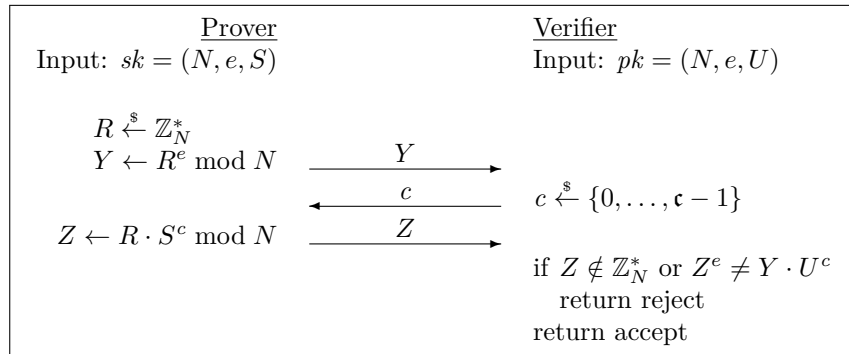 Prover Verifier
Input: sk = (N, e, S) Input: pk = (N, e, U)
R ←$ ℤ*_N
Y ← R^e mod N Y
c c ←$ {0, . . . , 𝔠 − 1}
Z ← R · S^c mod N Z
if Z ∉ ℤ*_N or Z^e ≠ Y · U^c
return reject
return accept